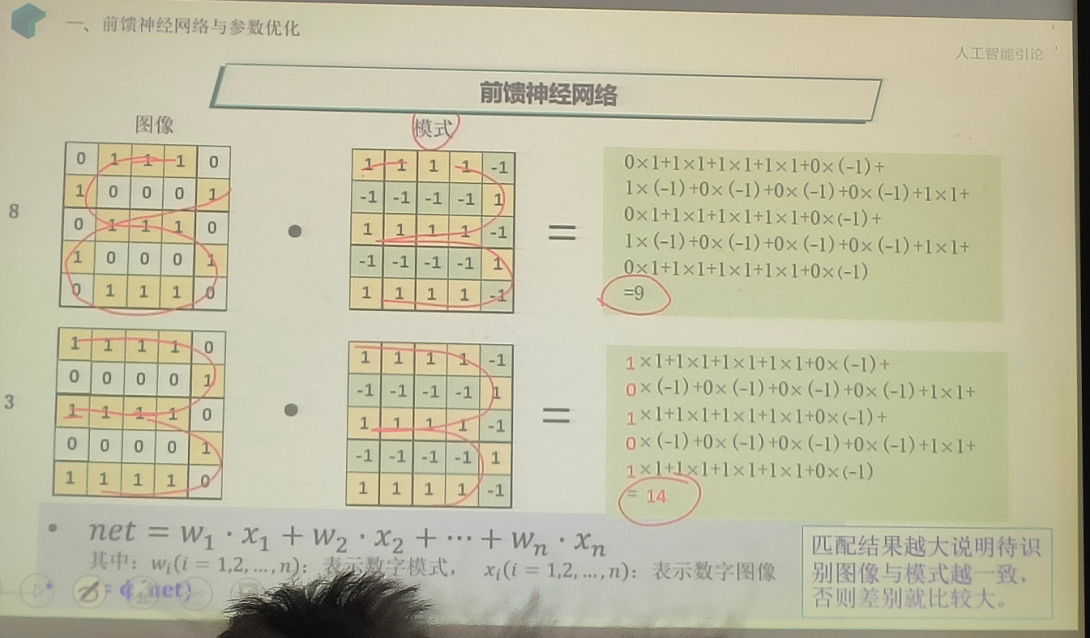 一、前馈神经网络与参数优化
人工智能引论
前馈神经网络
图像
模式
8
0 1 1 1 0
1 0 0 0 1
0 1 1 1 0
1 0 0 0 1
0 1 1 1 0
•
1 1 1 1 -1
-1 -1 -1 -1 1
1 1 1 1 -1
-1 -1 -1 -1 1
1 1 1 1 -1
=
0×1+1×1+1×1+1×1+0×(-1)+
1×(-1)+0×(-1)+0×(-1)+0×(-1)+1×1+
0×1+1×1+1×1+1×1+0×(-1)+
1×(-1)+0×(-1)+0×(-1)+0×(-1)+1×1+
0×1+1×1+1×1+1×1+0×(-1)
=9
3
1 1 1 1 0
0 0 0 0 1
1 1 1 1 0
0 0 0 0 1
1 1 1 1 0
•
1 1 1 1 -1
-1 -1 -1 -1 1
1 1 1 1 -1
-1 -1 -1 -1 1
1 1 1 1 -1
=
1×1+1×1+1×1+1×1+0×(-1)+
0×(-1)+0×(-1)+0×(-1)+0×(-1)+1×1+
1×1+1×1+1×1+1×1+0×(-1)+
0×(-1)+0×(-1)+0×(-1)+0×(-1)+1×1+
1×1+1×1+1×1+1×1+0×(-1)
= 14
• net = w₁ · x₁ + w₂ · x₂ + ⋯ + wₙ · xₙ
其中：wᵢ(i = 1,2, …, n)：表示数字模式， xᵢ(i = 1,2, …, n)：表示数字图像
net)
匹配结果越大说明待识
别图像与模式越一致，
否则差别就比较大。